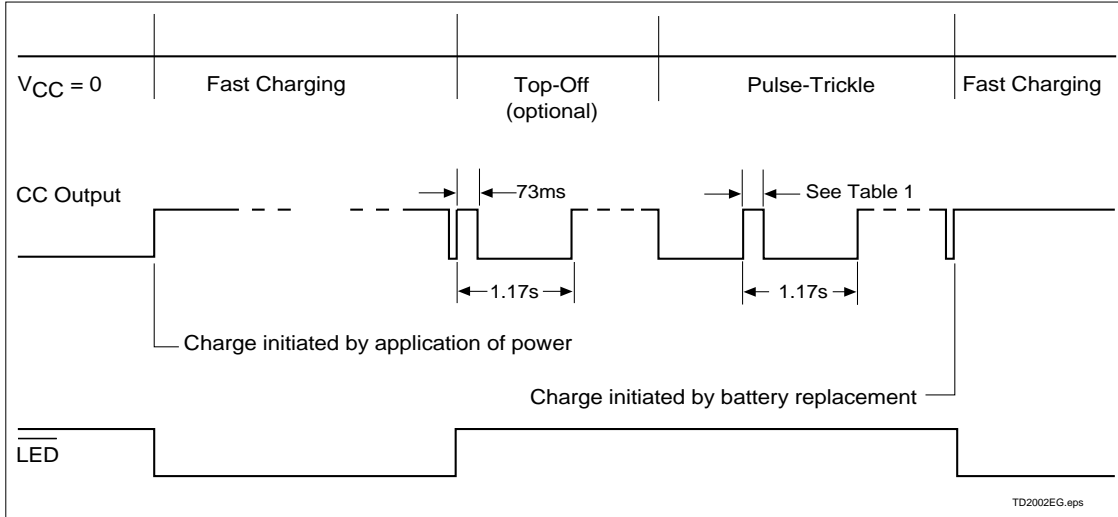 VCC = 0
Fast Charging
Top-Off
(optional)
Pulse-Trickle
Fast Charging
CC Output
73ms
See Table 1
1.17s
1.17s
Charge initiated by application of power
Charge initiated by battery replacement
LED
TD2002EG.eps